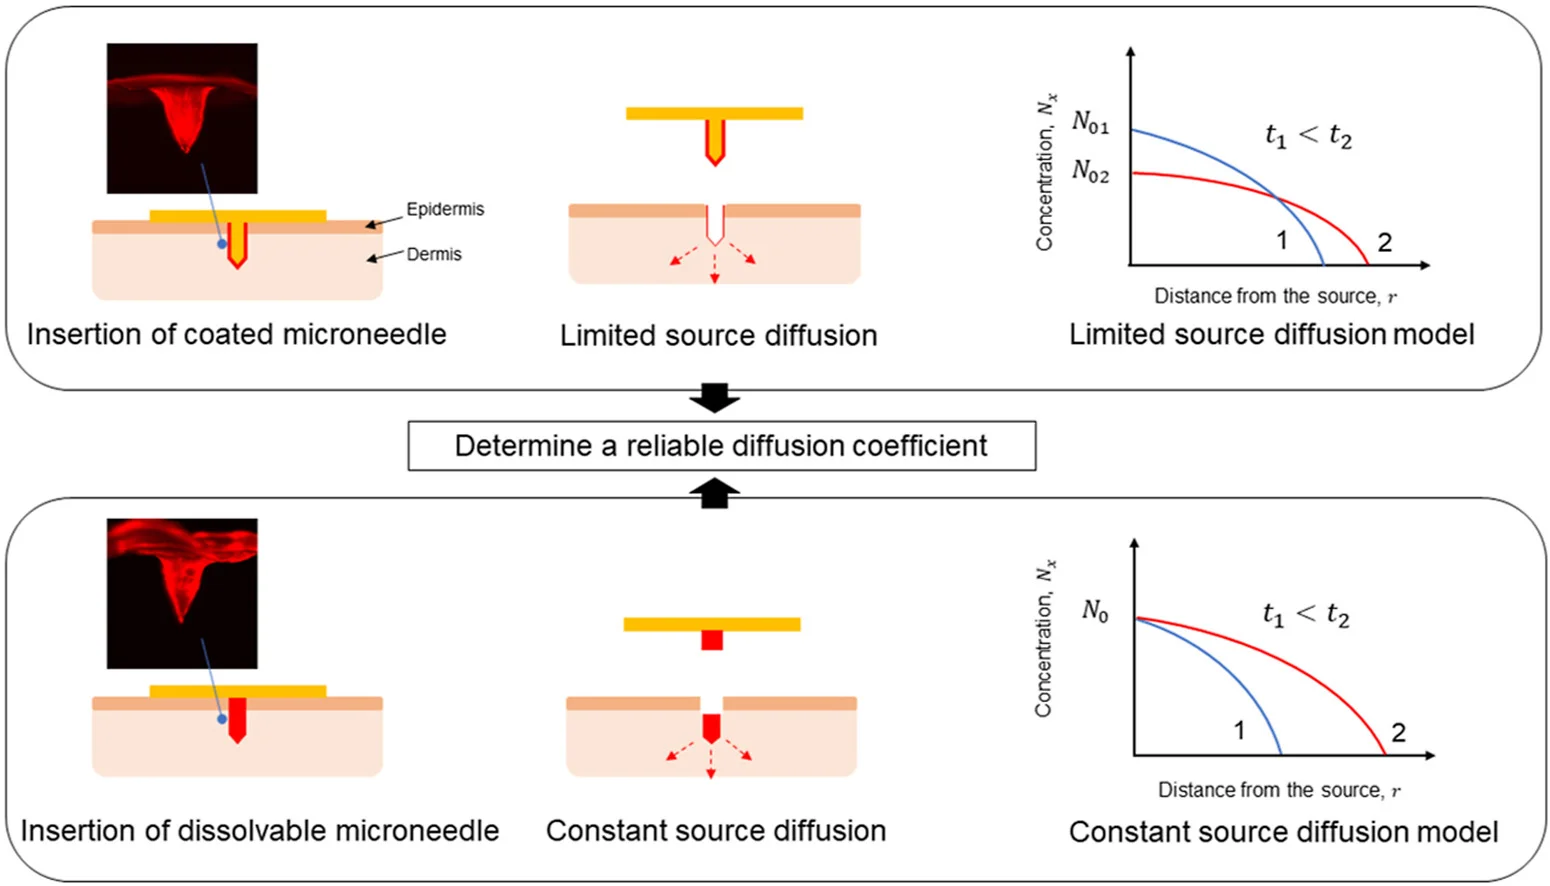 Epidermis
Dermis
Insertion of coated microneedle
Limited source diffusion
Concentration, Nₓ
N₀₁
N₀₂
t₁ < t₂
1
2
Distance from the source, r
Limited source diffusion model
Determine a reliable diffusion coefficient
Insertion of dissolvable microneedle
Constant source diffusion
Concentration, Nₓ
N₀
t₁ < t₂
1
2
Distance from the source, r
Constant source diffusion model